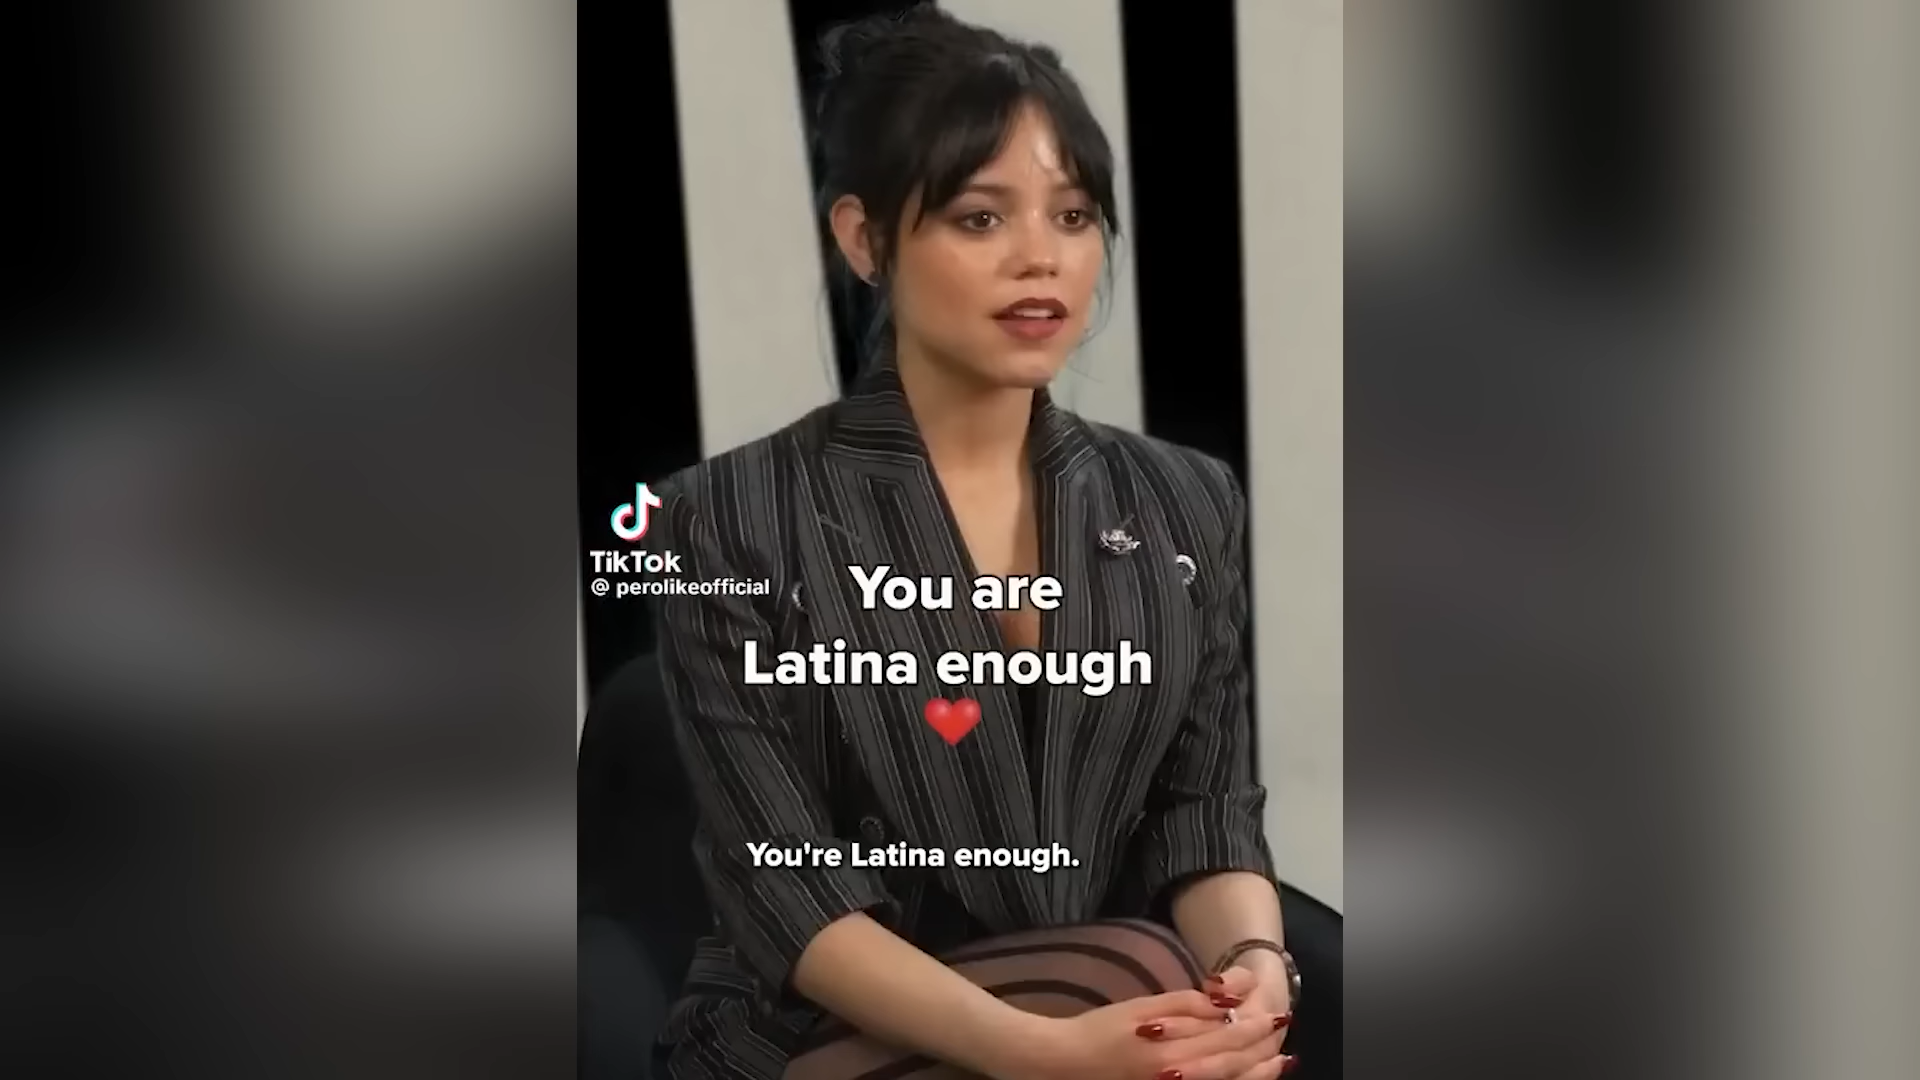 TikTok
@ perolikeofficial
You are
Latina enough
❤️
You're Latina enough.